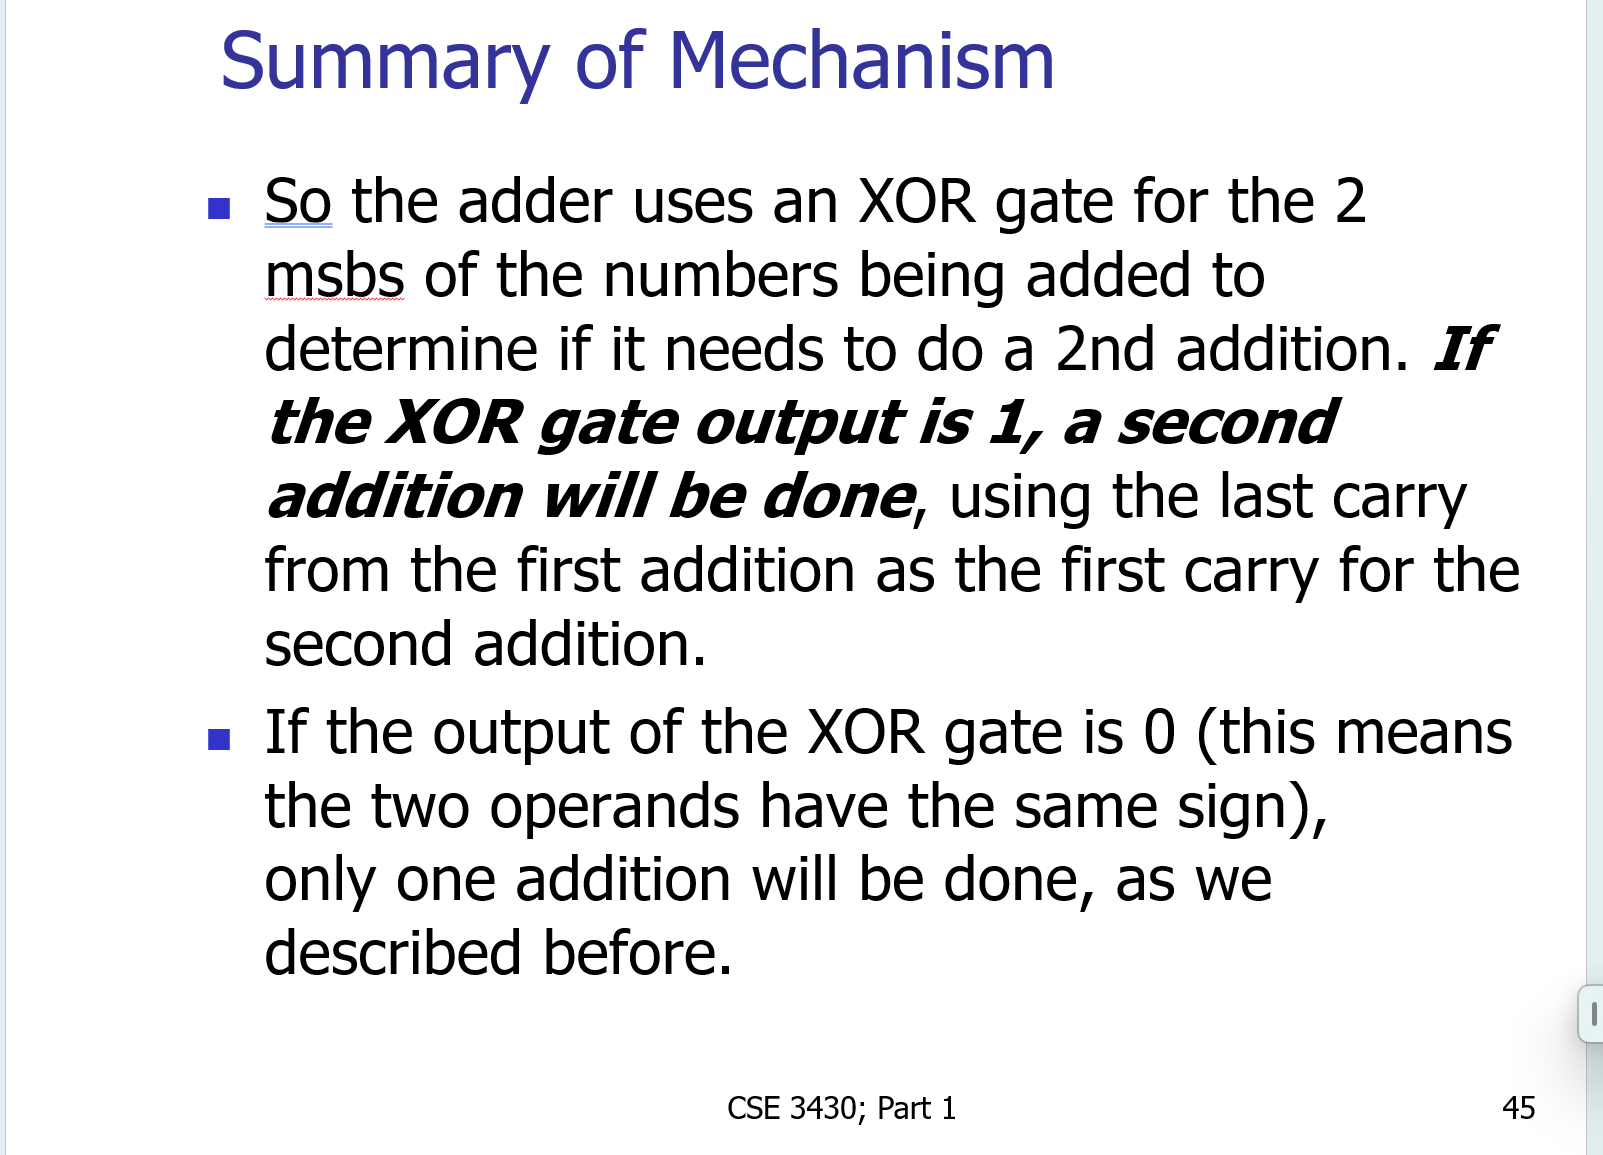 Summary of Mechanism
So the adder uses an XOR gate for the 2
msbs of the numbers being added to
determine if it needs to do a 2nd addition. If
the XOR gate output is 1, a second
addition will be done, using the last carry
from the first addition as the first carry for the
second addition.
If the output of the XOR gate is 0 (this means
the two operands have the same sign),
only one addition will be done, as we
described before.
CSE 3430; Part 1
45